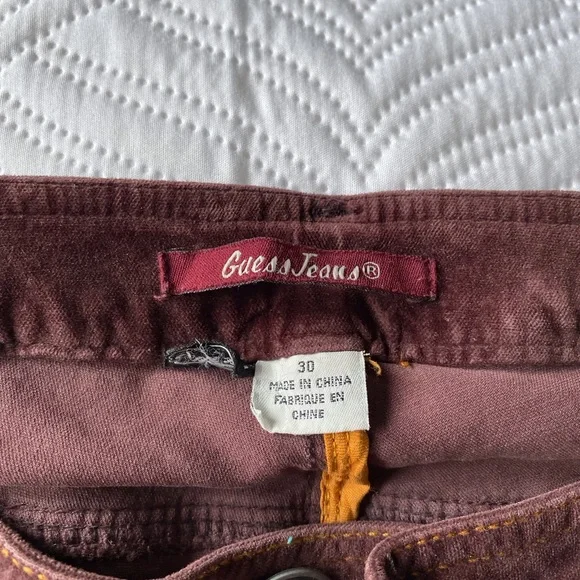 Guess Jeans®
30
MADE IN CHINA
FABRIQUE EN
CHINE